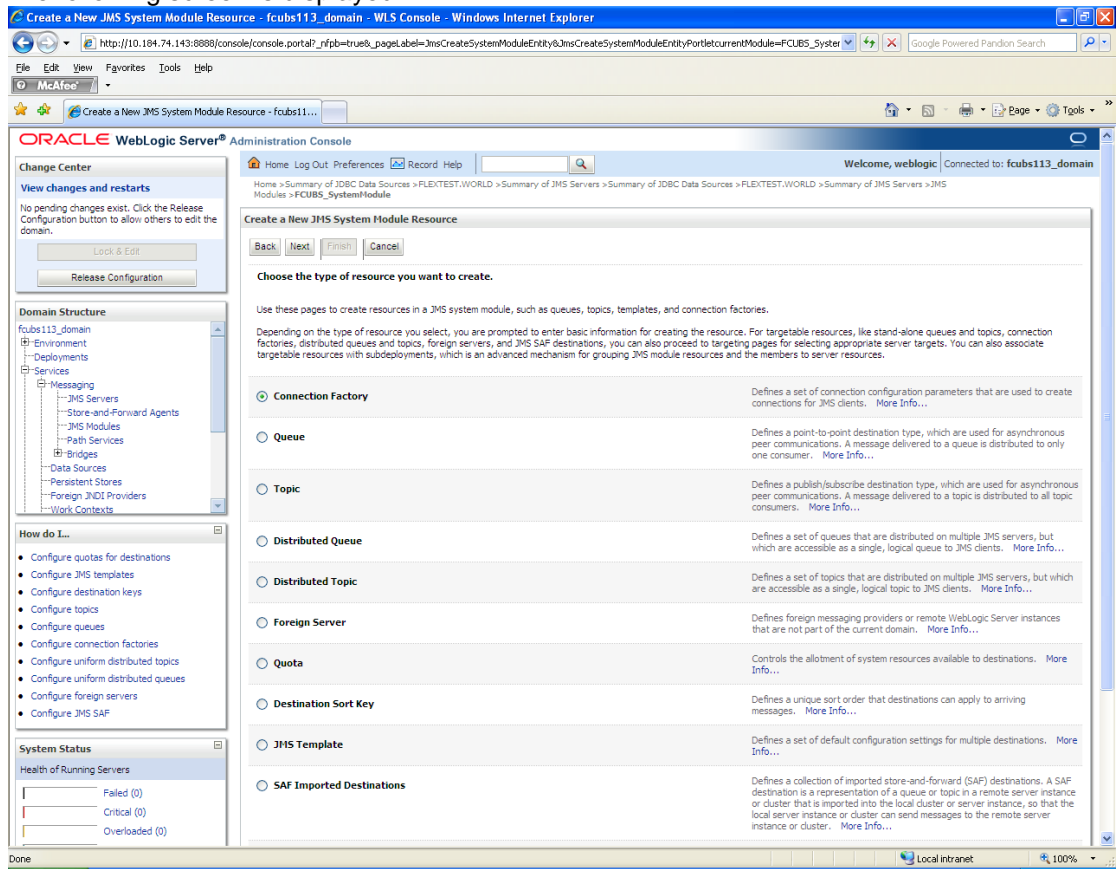 Create a New JMS System Module Resource - fcubs113_domain - WLS Console - Windows Internet Explorer
http://10.184.74.143:8888/console/console.portal?_nfpb=true&_pageLabel=JmsCreateSystemModuleEntity&JmsCreateSystemModuleEntityPortletcurrentModule=FCUBS_Syster
Google Powered Pandion Search
File Edit View Favorites Tools Help
McAfee
Create a New JMS System Module Resource - fcubs11...
Page Tools
ORACLE WebLogic Server® Administration Console
Change Center
View changes and restarts
No pending changes exist. Click the Release
Configuration button to allow others to edit the
domain.
Lock & Edit
Release Configuration
Domain Structure
fcubs113_domain
Environment
Deployments
Services
Messaging
JMS Servers
Store-and-Forward Agents
JMS Modules
Path Services
Bridges
Data Sources
Persistent Stores
Foreign JNDI Providers
Work Contexts
How do I...
Configure quotas for destinations
Configure JMS templates
Configure destination keys
Configure topics
Configure queues
Configure connection factories
Configure uniform distributed topics
Configure uniform distributed queues
Configure foreign servers
Configure JMS SAF
System Status
Health of Running Servers
Failed (0)
Critical (0)
Overloaded (0)
Home Log Out Preferences Record Help
Welcome, weblogic Connected to: fcubs113_domain
Home >Summary of JDBC Data Sources >FLEXTEST.WORLD >Summary of JMS Servers >Summary of JDBC Data Sources >FLEXTEST.WORLD >Summary of JMS Servers >JMS
Modules >FCUBS_SystemModule
Create a New JMS System Module Resource
Back Next Finish Cancel
Choose the type of resource you want to create.
Use these pages to create resources in a JMS system module, such as queues, topics, templates, and connection factories.
Depending on the type of resource you select, you are prompted to enter basic information for creating the resource. For targetable resources, like stand-alone queues and topics, connection
factories, distributed queues and topics, foreign servers, and JMS SAF destinations, you can also proceed to targeting pages for selecting appropriate server targets. You can also associate
targetable resources with subdeployments, which is an advanced mechanism for grouping JMS module resources and the members to server resources.
Connection Factory
Defines a set of connection configuration parameters that are used to create
connections for JMS clients. More Info...
Queue
Defines a point-to-point destination type, which are used for asynchronous
peer communications. A message delivered to a queue is distributed to only
one consumer. More Info...
Topic
Defines a publish/subscribe destination type, which are used for asynchronous
peer communications. A message delivered to a topic is distributed to all topic
consumers. More Info...
Distributed Queue
Defines a set of queues that are distributed on multiple JMS servers, but
which are accessible as a single, logical queue to JMS clients. More Info...
Distributed Topic
Defines a set of topics that are distributed on multiple JMS servers, but which
are accessible as a single, logical topic to JMS clients. More Info...
Foreign Server
Defines foreign messaging providers or remote WebLogic Server instances
that are not part of the current domain. More Info...
Quota
Controls the allotment of system resources available to destinations. More
Info...
Destination Sort Key
Defines a unique sort order that destinations can apply to arriving
messages. More Info...
JMS Template
Defines a set of default configuration settings for multiple destinations. More
Info...
SAF Imported Destinations
Defines a collection of imported store-and-forward (SAF) destinations. A SAF
destination is a representation of a queue or topic in a remote server instance
or cluster that is imported into the local cluster or server instance, so that the
local server instance or cluster can send messages to the remote server
instance or cluster. More Info...
Done
Local intranet
100%